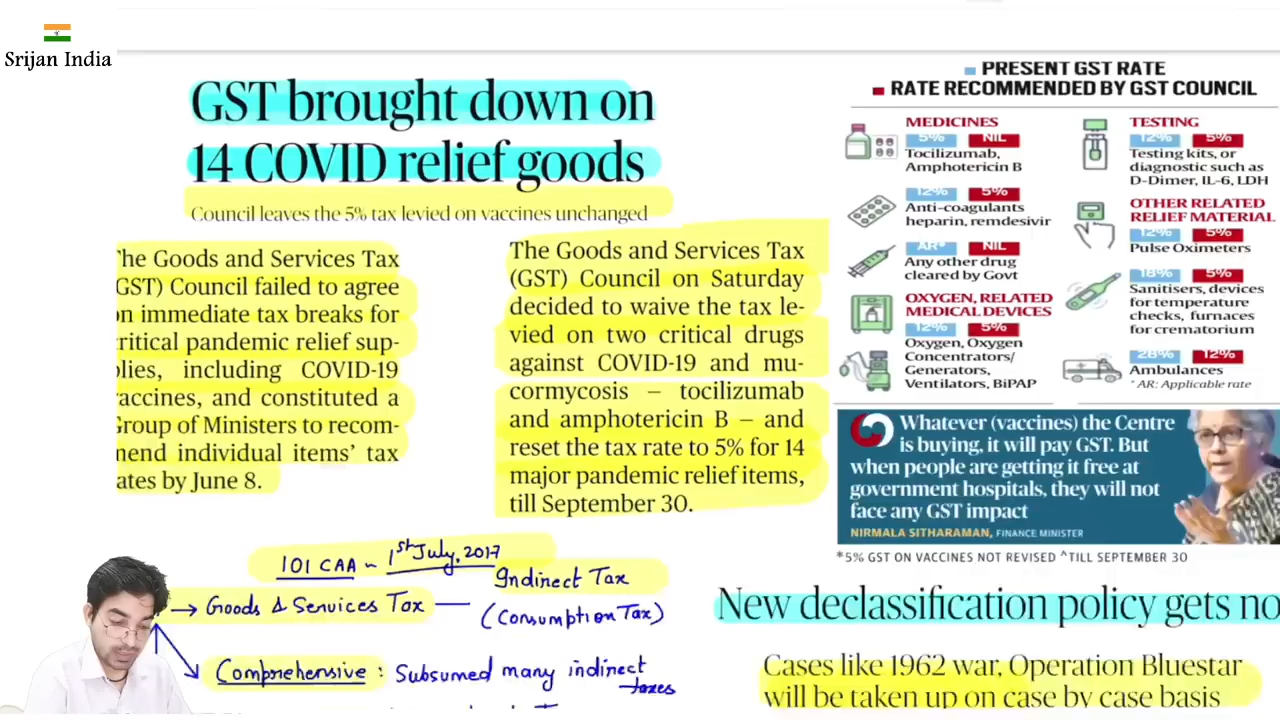 Srijan India
GST brought down on
14 COVID relief goods
Council leaves the 5% tax levied on vaccines unchanged
he Goods and Services Tax
GST) Council failed to agree
n immediate tax breaks for
ritical pandemic relief sup-
lies, including COVID-19
accines, and constituted a
roup of Ministers to recom-
mend individual items' tax
ates by June 8.
The Goods and Services Tax
(GST) Council on Saturday
decided to waive the tax le-
vied on two critical drugs
against COVID-19 and mu-
cormycosis – tocilizumab
and amphotericin B – and
reset the tax rate to 5% for 14
major pandemic relief items,
till September 30.
PRESENT GST RATE
RATE RECOMMENDED BY GST COUNCIL
MEDICINES
5% NIL
Tocilizumab,
Amphotericin B
12% 5%
Anti-coagulants
heparin, remdesivir
AR* NIL
Any other drug
cleared by Govt
OXYGEN, RELATED
MEDICAL DEVICES
12% 5%
Oxygen, Oxygen
Concentrators/
Generators,
Ventilators, BiPAP
TESTING
12% 5%
Testing kits, or
diagnostic such as
D-Dimer, IL-6, LDH
OTHER RELATED
RELIEF MATERIAL
12% 5%
Pulse Oximeters
18% 5%
Sanitisers, devices
for temperature
checks, furnaces
for crematorium
28% 12%
Ambulances
* AR: Applicable rate
Whatever (vaccines) the Centre
is buying, it will pay GST. But
when people are getting it free at
government hospitals, they will not
face any GST impact
NIRMALA SITHARAMAN, FINANCE MINISTER
*5% GST ON VACCINES NOT REVISED ^TILL SEPTEMBER 30
101 CAA ~ 1st July, 2017
→ Goods & Services Tax — Indirect Tax
(Consumption Tax)
Comprehensive : Subsumed many indirect
taxes
New declassification policy gets no
Cases like 1962 war, Operation Bluestar
will be taken up on case by case basis